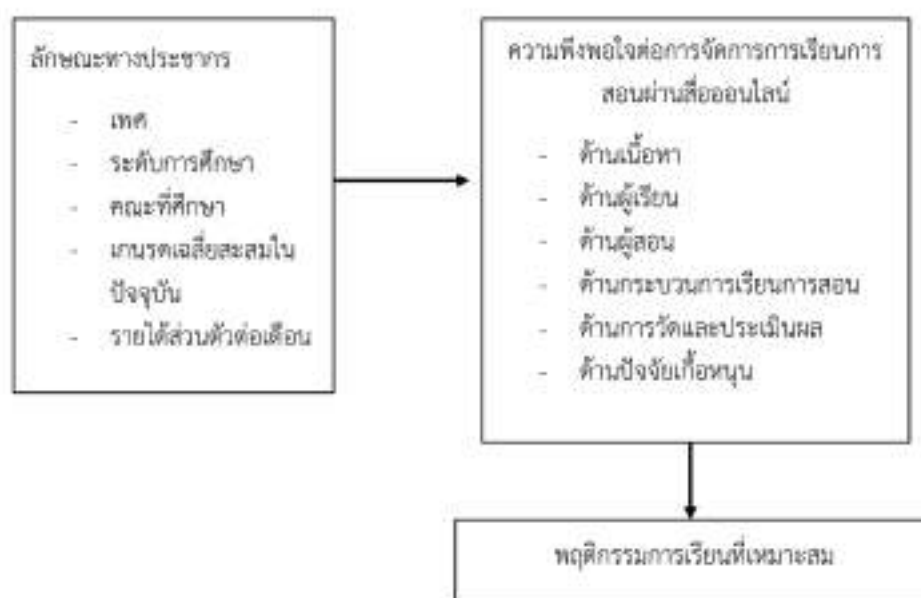 ลักษณะทางประชากร
- เพศ
- ระดับการศึกษา
- คณะที่ศึกษา
- เกนรดเฉลี่ยสะสมใน
ปัจจุบัน
- รายได้ส่วนตัวต่อเดือน
ความพึงพอใจต่อการจัดการการเรียนการ
สอนผ่านสื่อออนไลน์
- ด้านเนื้อหา
- ด้านผู้เรียน
- ด้านผู้สอน
- ด้านกระบวนการเรียนการสอน
- ด้านการวัดและประเมินผล
- ด้านปัจจัยเกื้อหนุน
พฤติกรรมการเรียนที่เหมาะสม